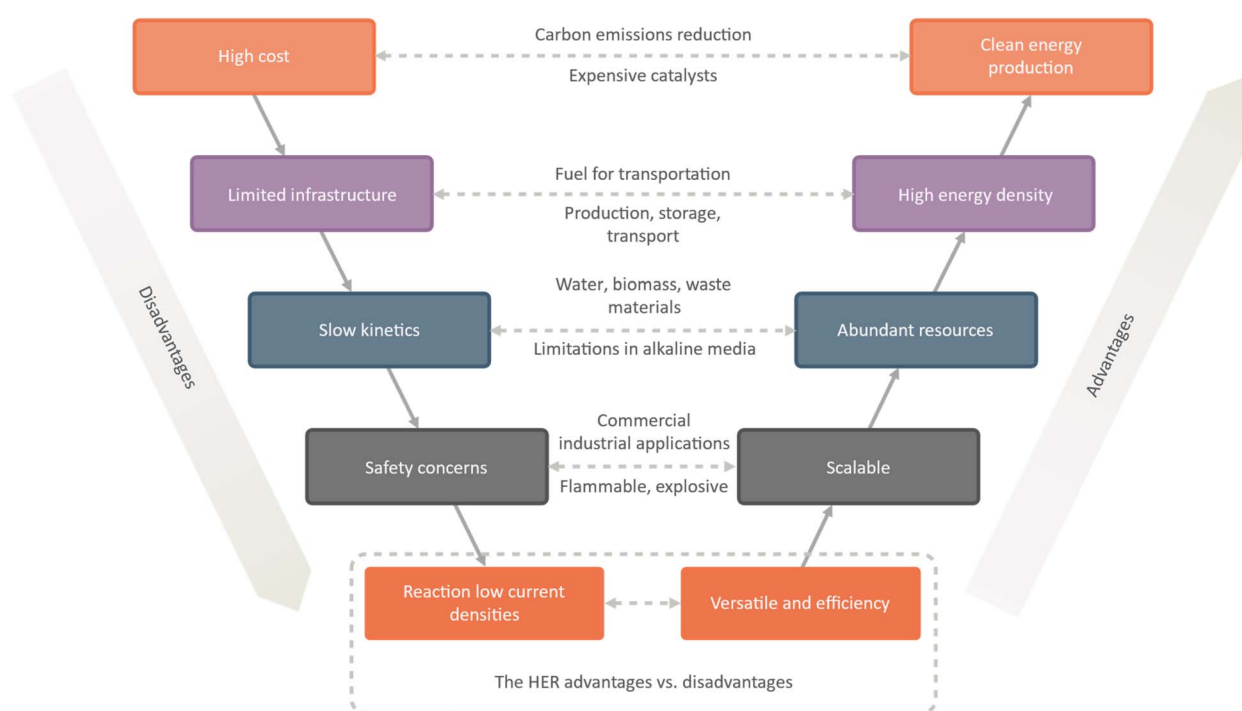 High cost
Carbon emissions reduction
Expensive catalysts
Clean energy
production
Limited infrastructure
Fuel for transportation
Production, storage,
transport
High energy density
Disadvantages
Slow kinetics
Water, biomass, waste
materials
Limitations in alkaline media
Abundant resources
Advantages
Safety concerns
Commercial
industrial applications
Flammable, explosive
Scalable
Reaction low current
densities
Versatile and efficiency
The HER advantages vs. disadvantages